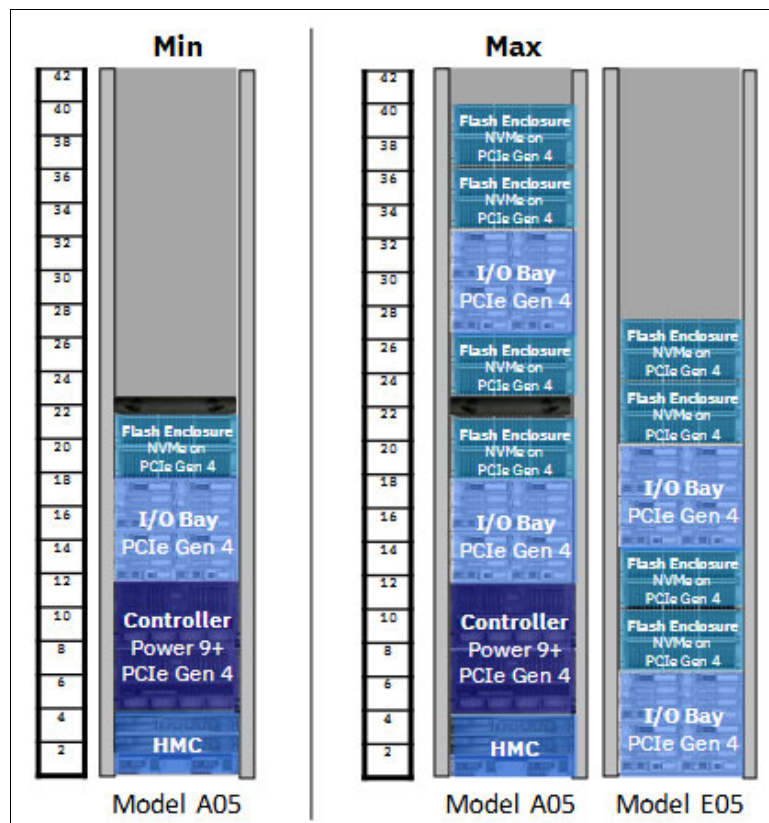 Min
Max
42
40
38
36
34
32
30
28
26
24
22
20
18
16
14
12
10
8
6
4
2
Flash Enclosure
NVMe on
PCIe Gen 4
I/O Bay
PCIe Gen 4
Controller
Power 9+
PCIe Gen 4
HMC
Model A05
42
40
38
36
34
32
30
28
26
24
22
20
18
16
14
12
10
8
6
4
2
Flash Enclosure
NVMe on
PCIe Gen 4
Flash Enclosure
NVMe on
PCIe Gen 4
I/O Bay
PCIe Gen 4
Flash Enclosure
NVMe on
PCIe Gen 4
Flash Enclosure
NVMe on
PCIe Gen 4
I/O Bay
PCIe Gen 4
Controller
Power 9+
PCIe Gen 4
HMC
Model A05
Flash Enclosure
NVMe on
PCIe Gen 4
Flash Enclosure
NVMe on
PCIe Gen 4
I/O Bay
PCIe Gen 4
Flash Enclosure
NVMe on
PCIe Gen 4
Flash Enclosure
NVMe on
PCIe Gen 4
I/O Bay
PCIe Gen 4
Model E05